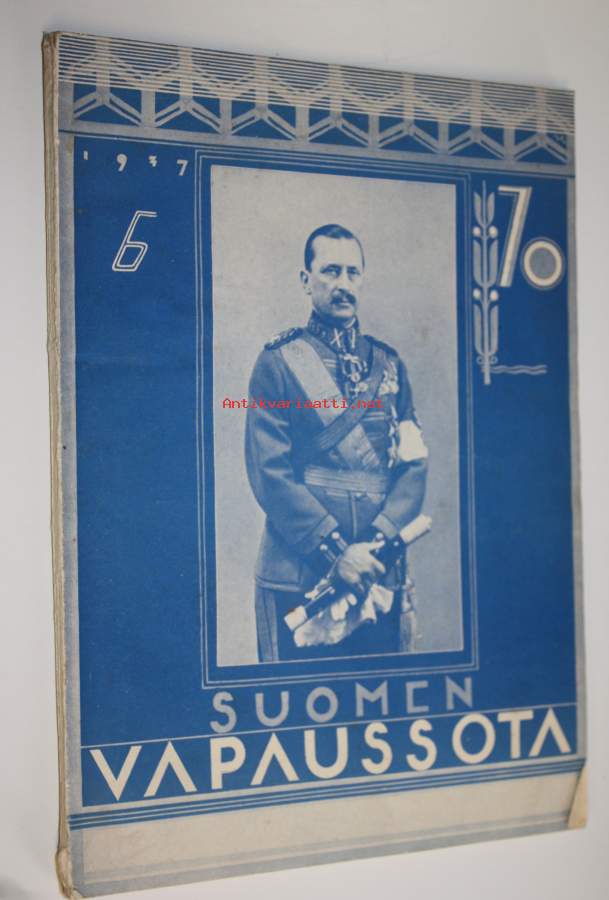 1937
6
70
Antikvariaatti.net
SUOMEN
VAPAUSSOTA